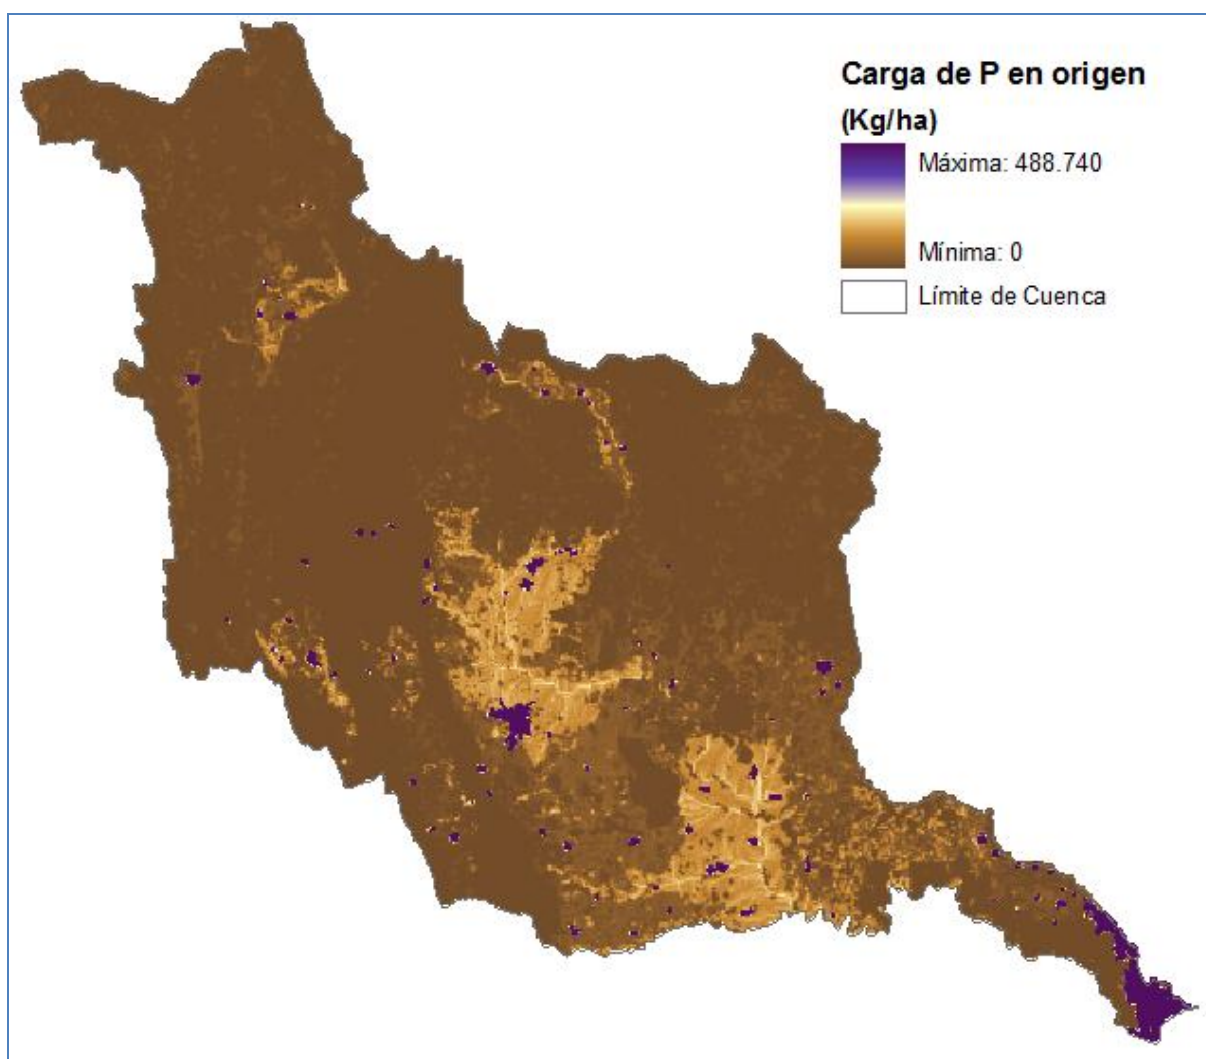 Carga de P en origen
(Kg/ha)
Máxima: 488.740
Mínima: 0
Límite de Cuenca